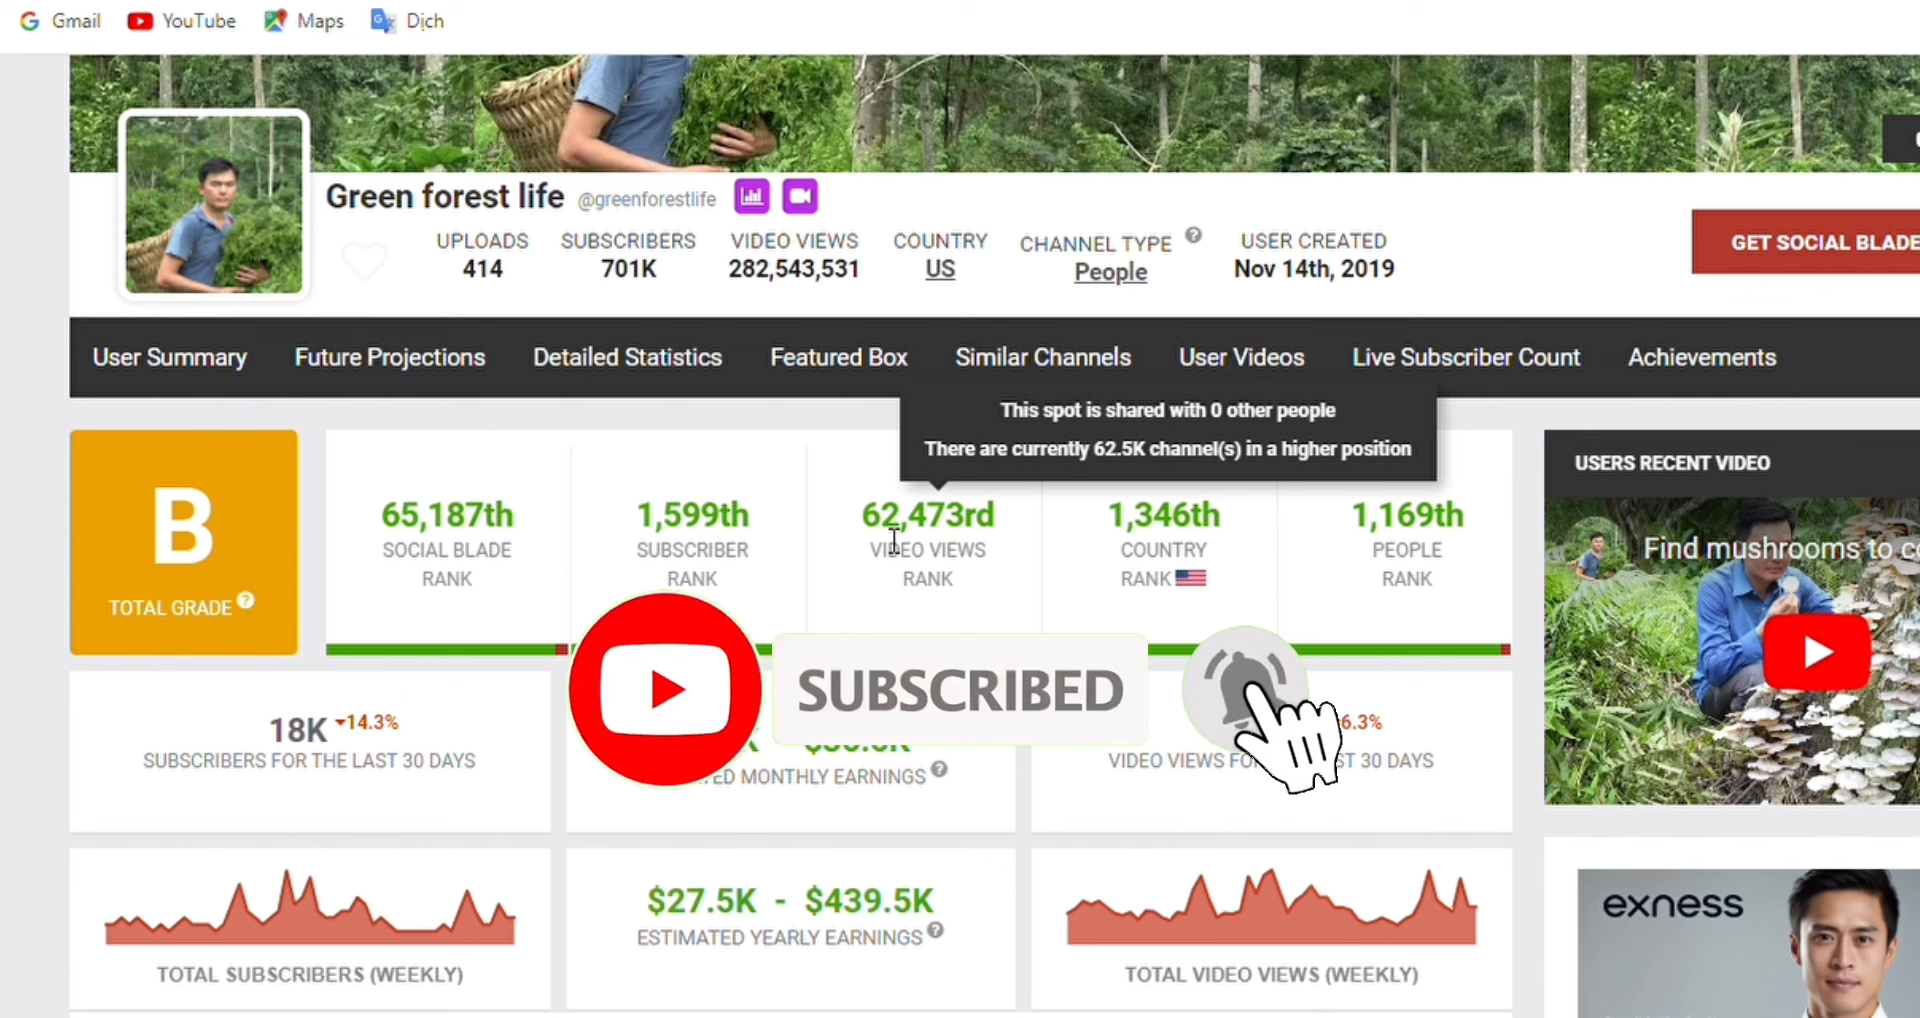 Gmail YouTube Maps Dịch
Green forest life @greenforestlife
UPLOADS
414
SUBSCRIBERS
701K
VIDEO VIEWS
282,543,531
COUNTRY
US
CHANNEL TYPE ?
People
USER CREATED
Nov 14th, 2019
GET SOCIAL BLADE
User Summary Future Projections Detailed Statistics Featured Box Similar Channels User Videos Live Subscriber Count Achievements
This spot is shared with 0 other people
There are currently 62.5K channel(s) in a higher position
B
TOTAL GRADE ?
65,187th
SOCIAL BLADE
RANK
1,599th
SUBSCRIBER
RANK
62,473rd
VIDEO VIEWS
RANK
1,346th
COUNTRY
RANK
1,169th
PEOPLE
RANK
USERS RECENT VIDEO
Find mushrooms to
SUBSCRIBED
18K 14.3%
SUBSCRIBERS FOR THE LAST 30 DAYS
MONTHLY EARNINGS ?
6.3%
VIDEO VIEWS 30 DAYS
TOTAL SUBSCRIBERS (WEEKLY)
$27.5K - $439.5K
ESTIMATED YEARLY EARNINGS ?
TOTAL VIDEO VIEWS (WEEKLY)
exness